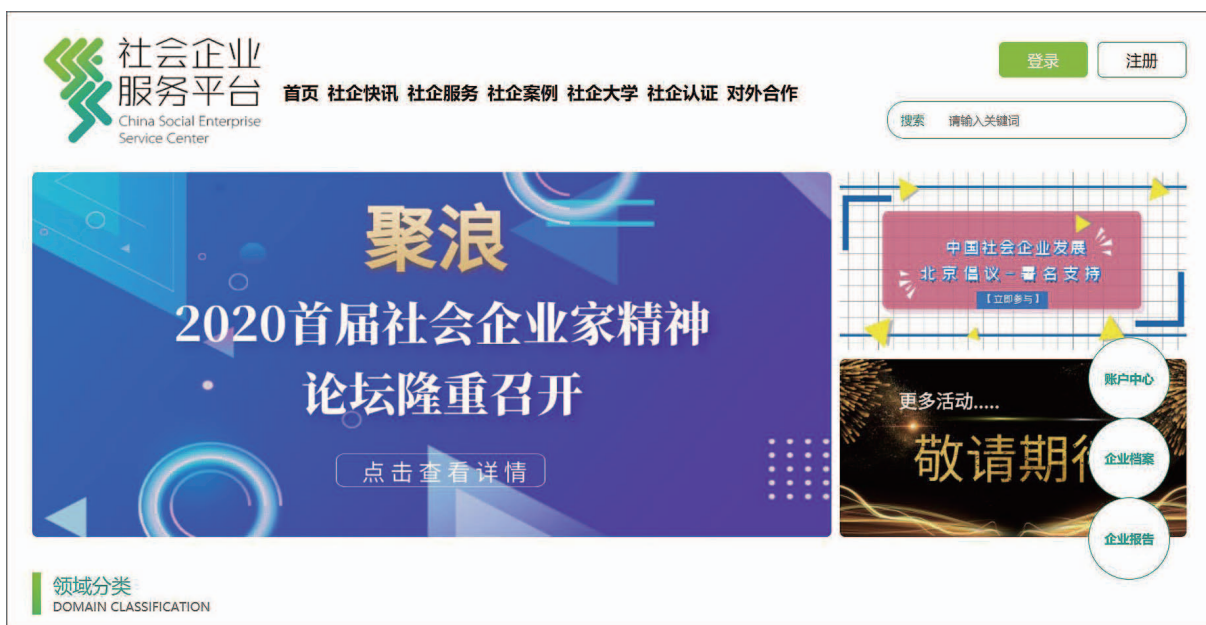 社会企业
服务平台
China Social Enterprise
Service Center
首页 社企快讯 社企服务 社企案例 社企大学 社企认证 对外合作
登录 注册
搜索 请输入关键词
聚浪
2020首届社会企业家精神
论坛隆重召开
点击查看详情
中国社会企业发展
北京倡议-署名支持
【立即参与】
更多活动.....
敬请期待
账户中心
企业档案
企业报告
领域分类
DOMAIN CLASSIFICATION